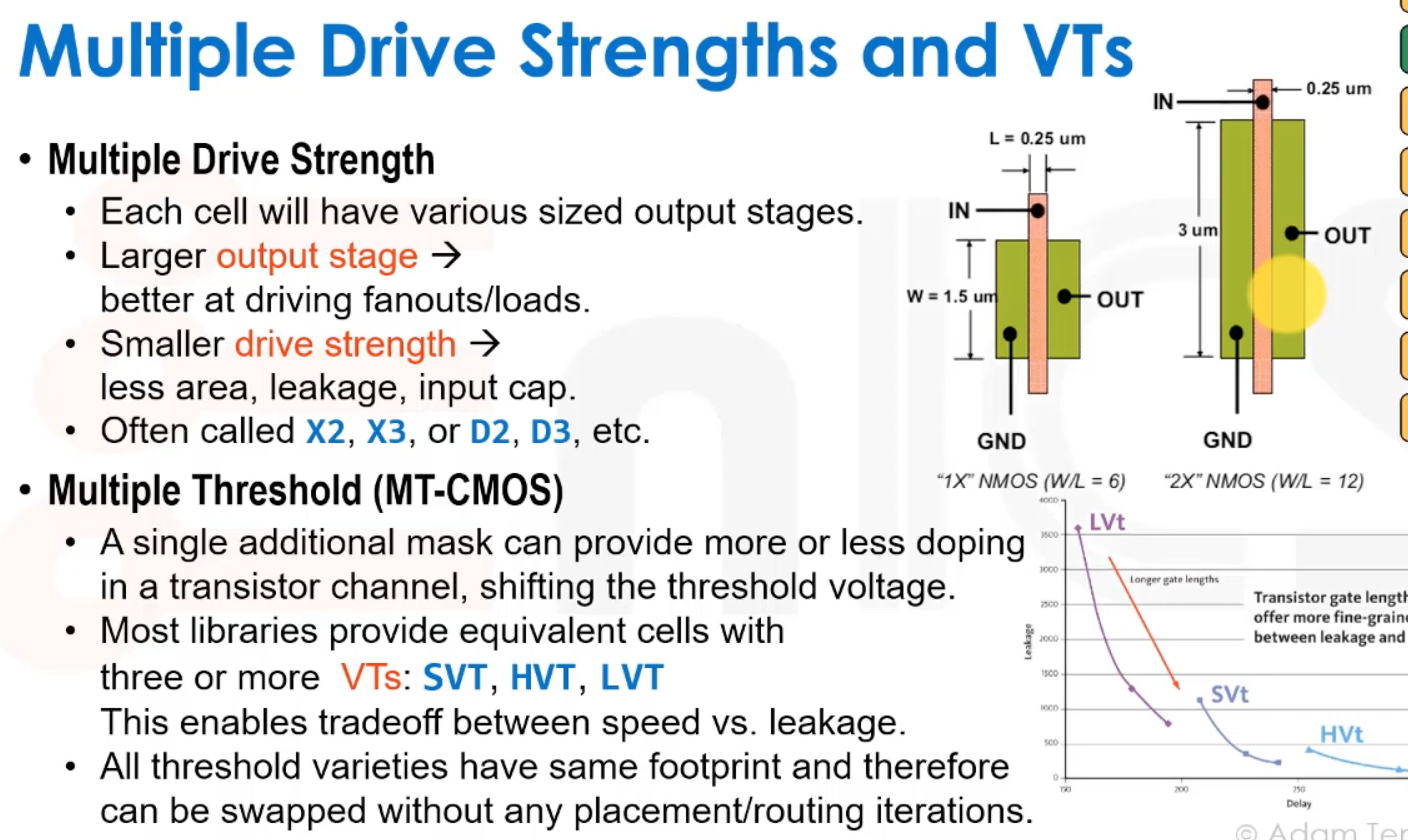 Multiple Drive Strengths and VTs
• Multiple Drive Strength
• Each cell will have various sized output stages.
• Larger output stage →
better at driving fanouts/loads.
• Smaller drive strength →
less area, leakage, input cap.
• Often called X2, X3, or D2, D3, etc.
• Multiple Threshold (MT-CMOS)
• A single additional mask can provide more or less doping
in a transistor channel, shifting the threshold voltage.
• Most libraries provide equivalent cells with
three or more VTs: SVT, HVT, LVT
This enables tradeoff between speed vs. leakage.
• All threshold varieties have same footprint and therefore
can be swapped without any placement/routing iterations.
L = 0.25 um
IN
W = 1.5 um
OUT
GND
"1X" NMOS (W/L = 6)
0.25 um
IN
3 um
OUT
GND
"2X" NMOS (W/L = 12)
4000
3500
3000
2500
2000
1500
1000
500
0
Leakage
LVt
Longer gate lengths
Transistor gate length
offer more fine-graine
between leakage and
SVt
HVt
150
200
250
Delay
© Adam Te